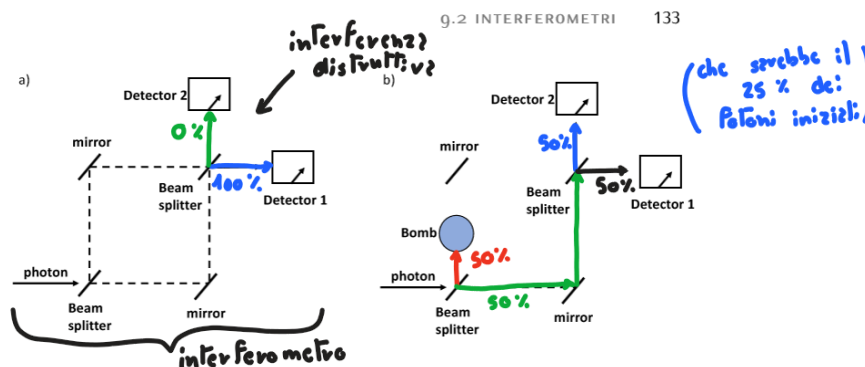 9.2 INTERFEROMETRI 133
interferenza
distruttiva
a)
Detector 2
0%
mirror
100%
Beam
splitter
Detector 1
photon
Beam
splitter
mirror
interferometro
b)
che sarebbe il
25% dei
fotoni iniziali
Detector 2
mirror
50%
Beam
splitter
50%
Detector 1
Bomb
50%
photon
50%
Beam
splitter
mirror